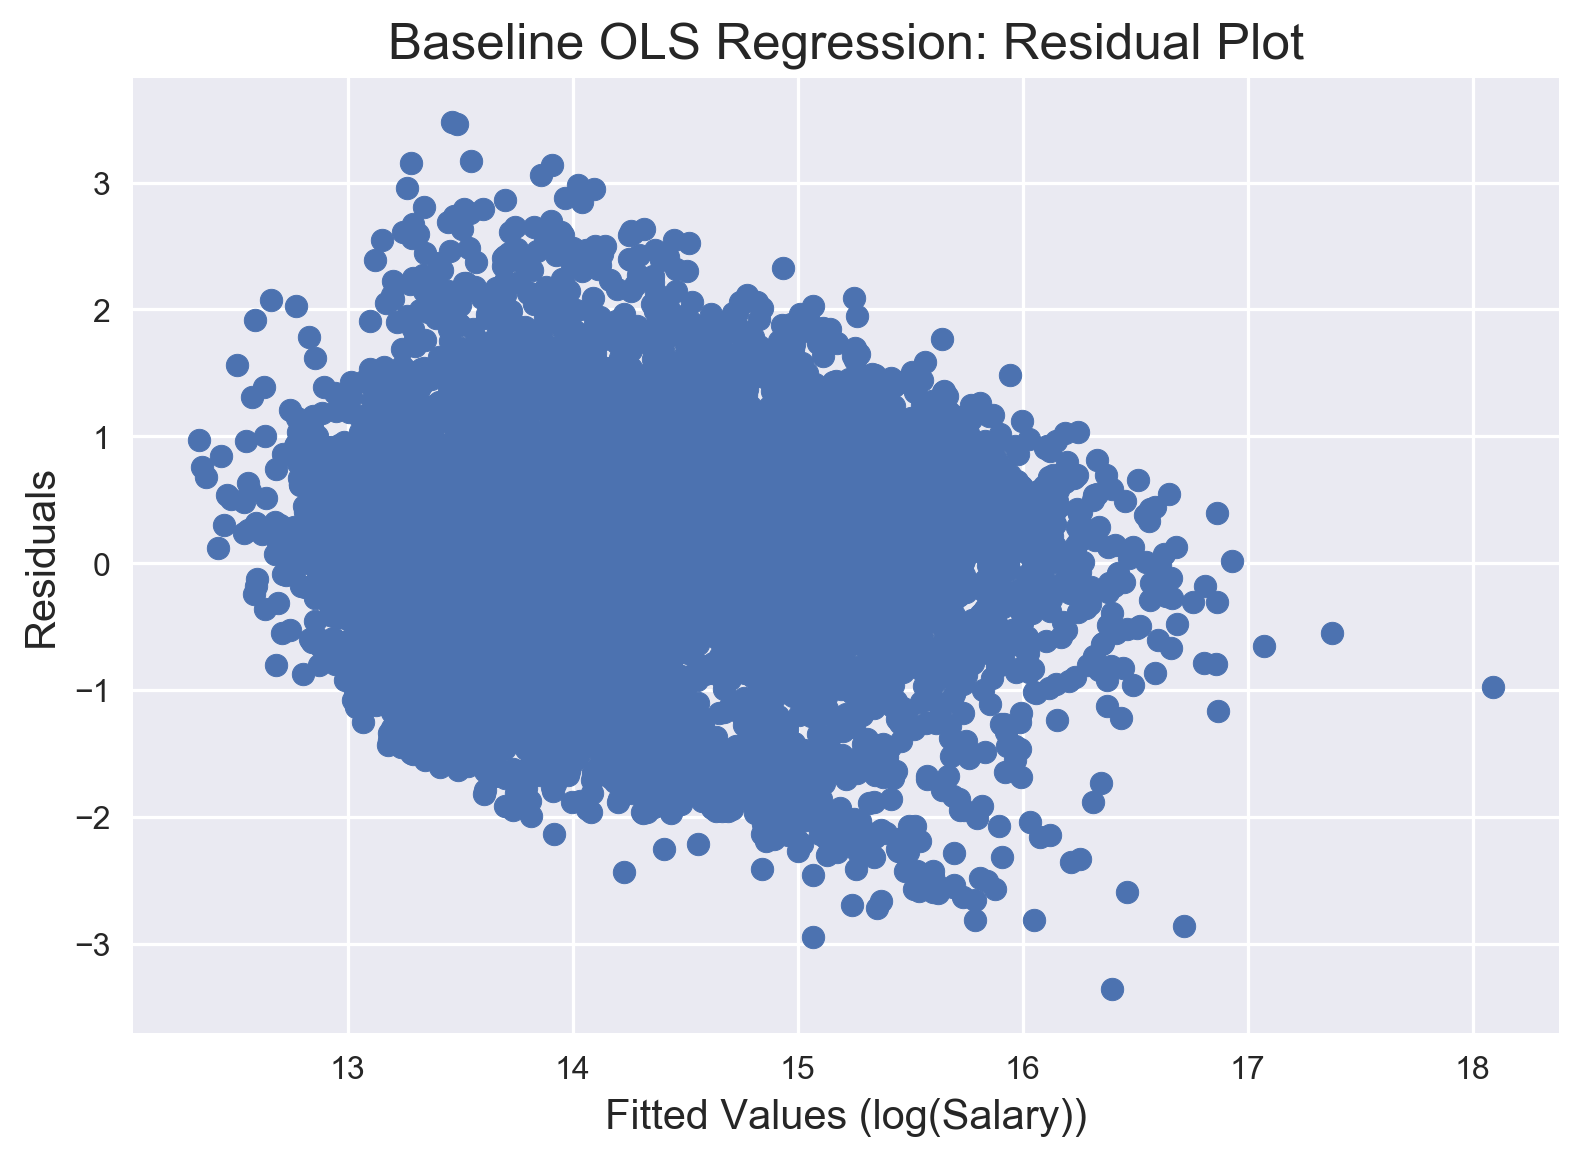 Baseline OLS Regression: Residual Plot
3
2
1
0
−1
−2
−3
Residuals
13 14 15 16 17 18
Fitted Values (log(Salary))